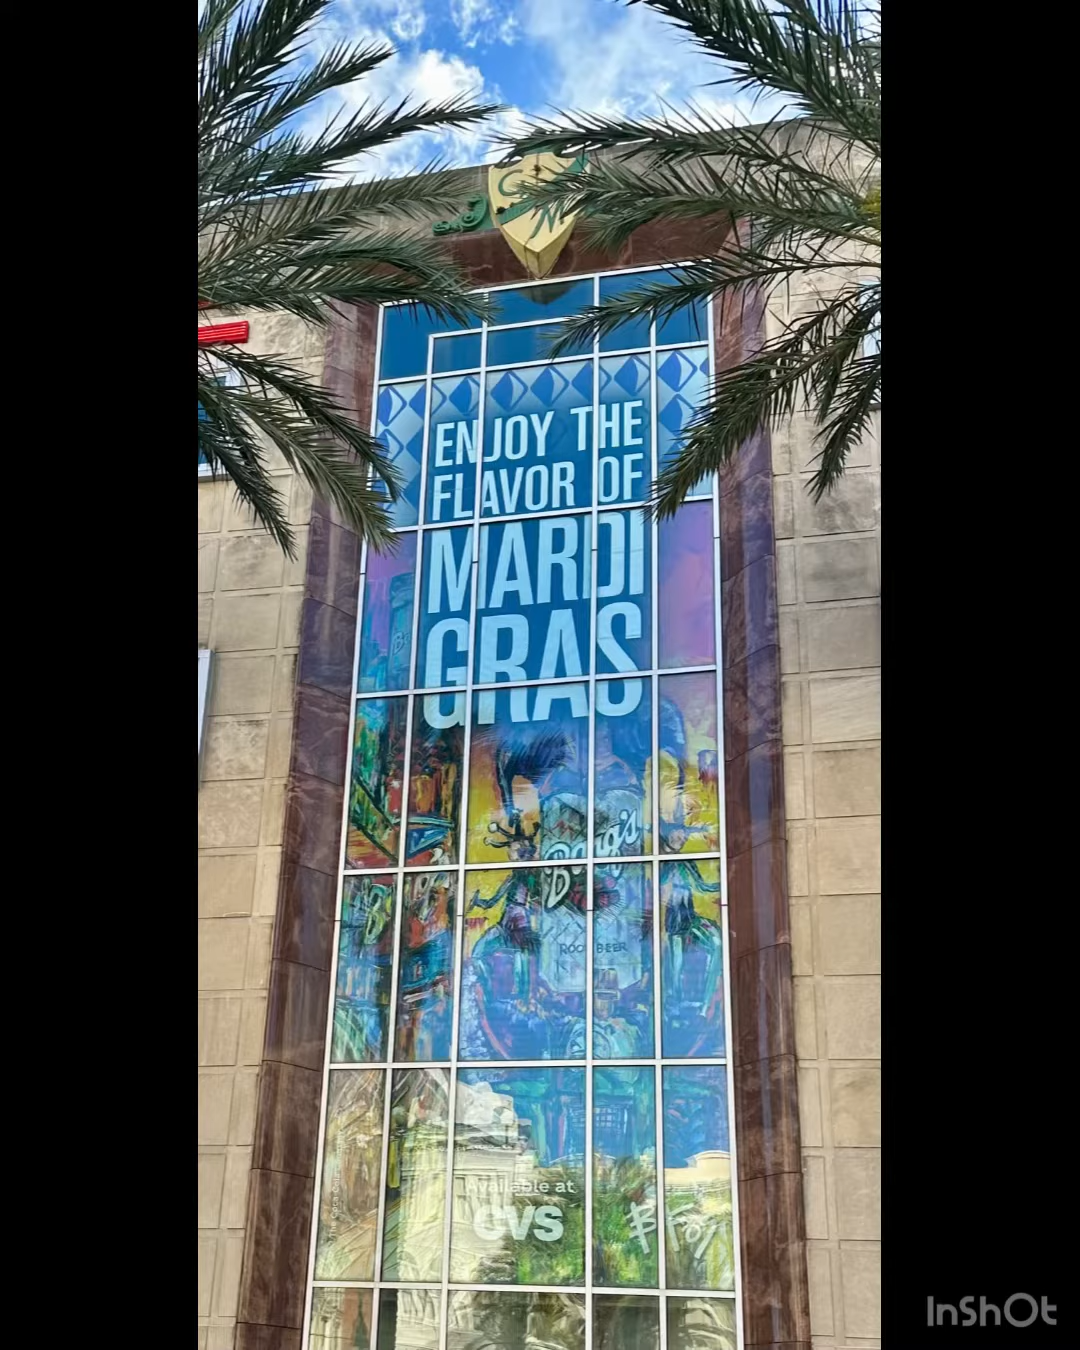 ENJOY THE
FLAVOR OF
MARDI
GRAS
Barq's
ROOT BEER
Available at
CVS
InShOt